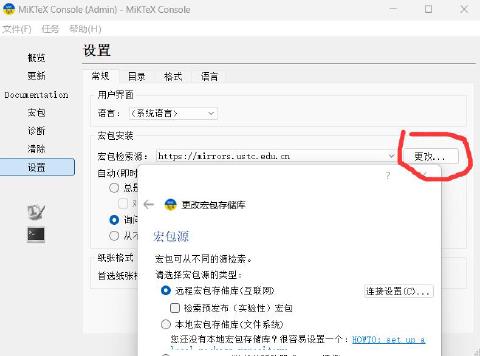 MiKTeX Console (Admin) - MiKTeX Console
文件(F) 任务 帮助(H)
概览
更新
Documentation
宏包
诊断
清除
设置
设置
常规 目录 格式 语言
用户界面
语言： (系统语言)
宏包安装
宏包检索源： https://mirrors.ustc.edu.cn 更改...
自动(即时
总是
询问
从不
纸张格式
首选纸张
?
更改宏包存储库
宏包源
宏包可从不同的源检索。
请选择宏包源的类型：
远程宏包存储库(互联网) 连接设置(C)...
检索预发布（实验性）宏包
本地宏包存储库(文件系统)
您还没有本地宏包存储库？很容易设置一个：HOWTO: set up a